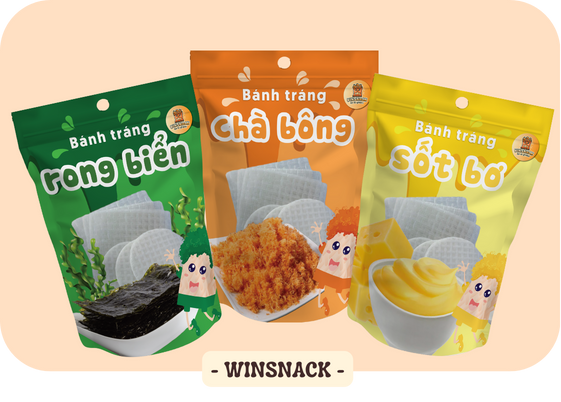 Bánh tráng
rong biển
Bánh tráng
chà bông
Bánh tráng
sốt bơ
- WINSNACK -